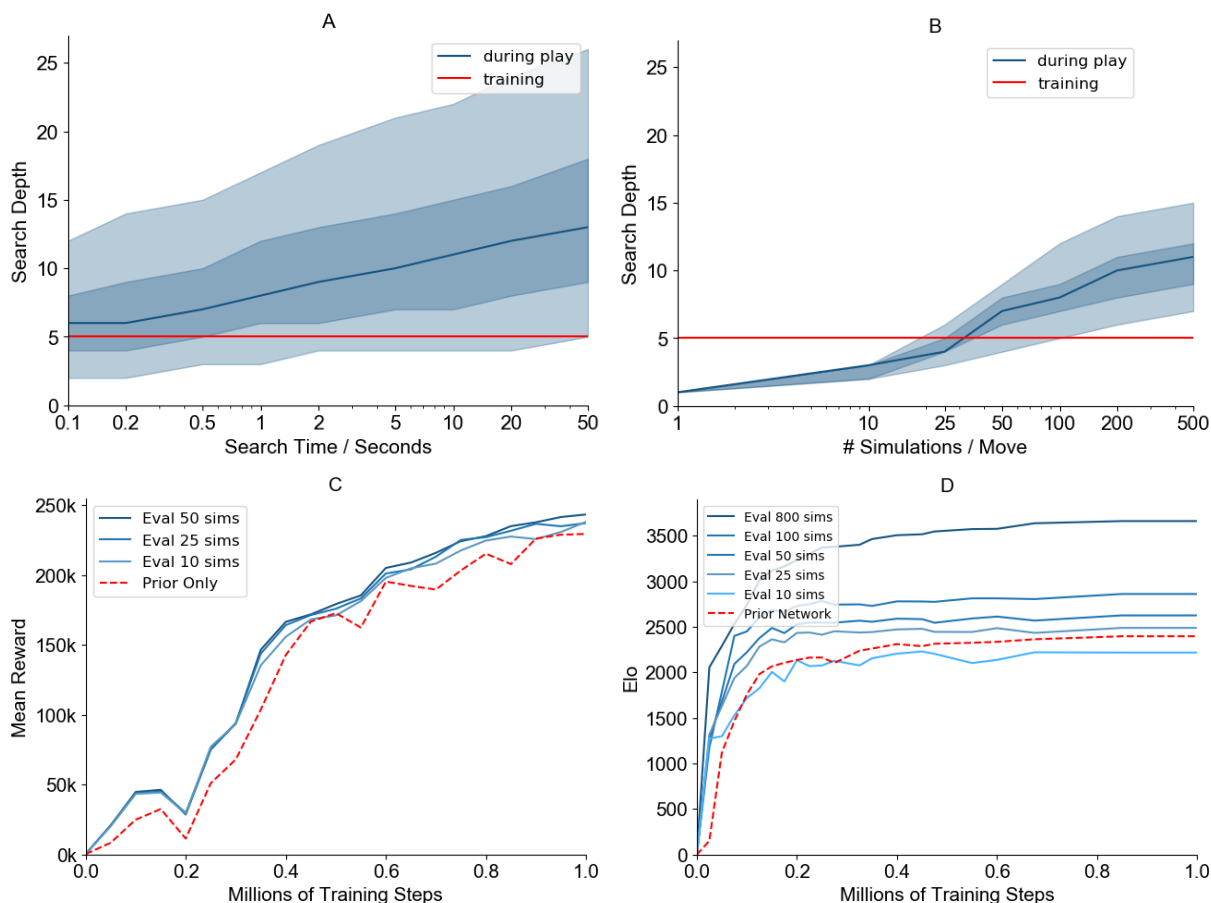 A
during play
training
Search Depth
25
20
15
10
5
0
0.1 0.2 0.5 1 2 5 10 20 50
Search Time / Seconds
B
during play
training
Search Depth
25
20
15
10
5
0
1 10 25 50 100 200 500
# Simulations / Move
C
Eval 50 sims
Eval 25 sims
Eval 10 sims
Prior Only
Mean Reward
250k
200k
150k
100k
50k
0k
0.0 0.2 0.4 0.6 0.8 1.0
Millions of Training Steps
D
Eval 800 sims
Eval 100 sims
Eval 50 sims
Eval 25 sims
Eval 10 sims
Prior Network
Elo
3500
3000
2500
2000
1500
1000
500
0
0.0 0.2 0.4 0.6 0.8 1.0
Millions of Training Steps